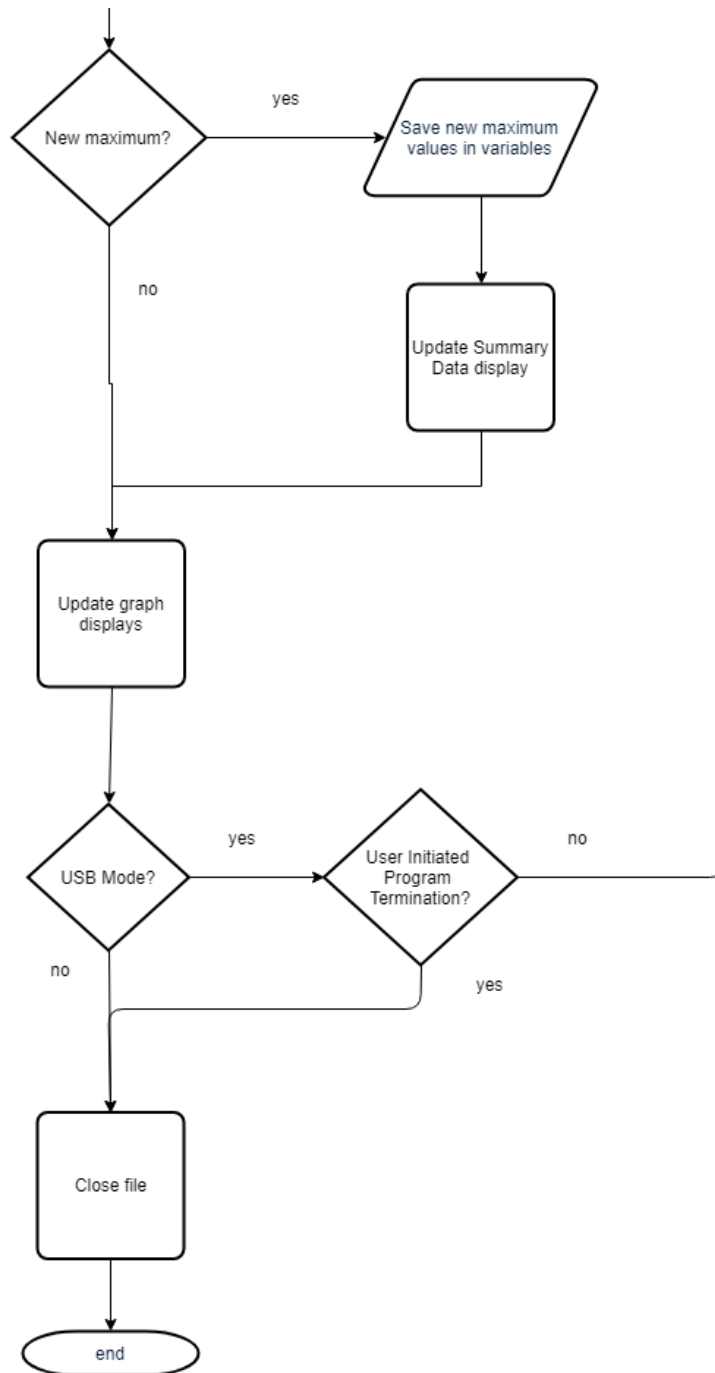 yes
New maximum?
Save new maximum
values in variables
no
Update Summary
Data display
Update graph
displays
yes
no
USB Mode?
User Initiated
Program
Termination?
no
yes
Close file
end